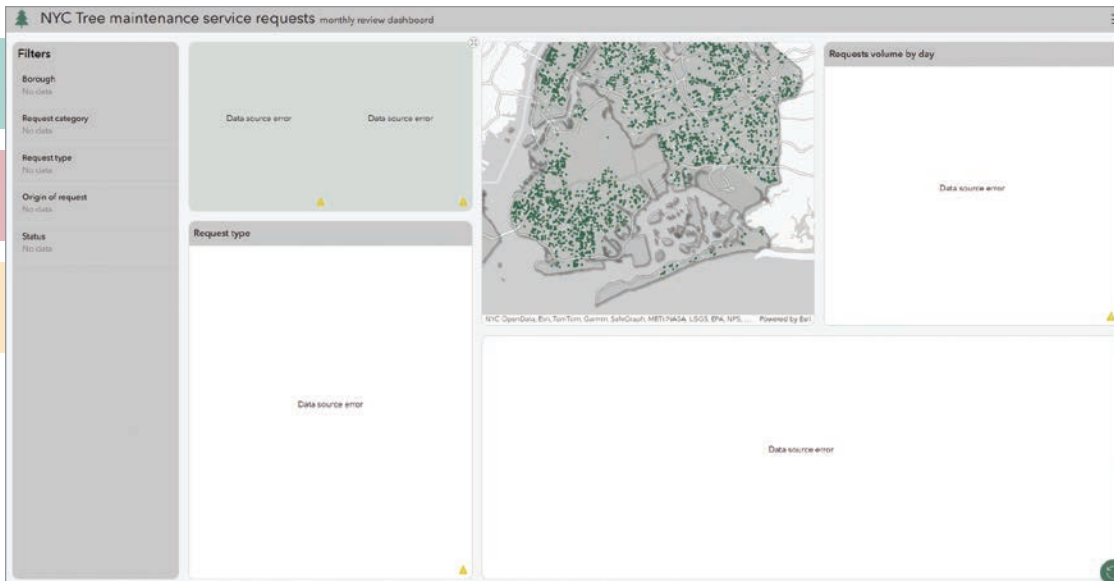 NYC Tree maintenance service requests monthly review dashboard
Filters
Borough
No data
Request category
No data
Request type
No data
Origin of request
No data
Status
No data
Data source error
Data source error
Request type
Data source error
NYC OpenData, Esri, TomTom, Garmin, SafeGraph, METI/NASA, USGS, EPA, NPS, ... Powered by Esri
Requests volume by day
Data source error
Data source error